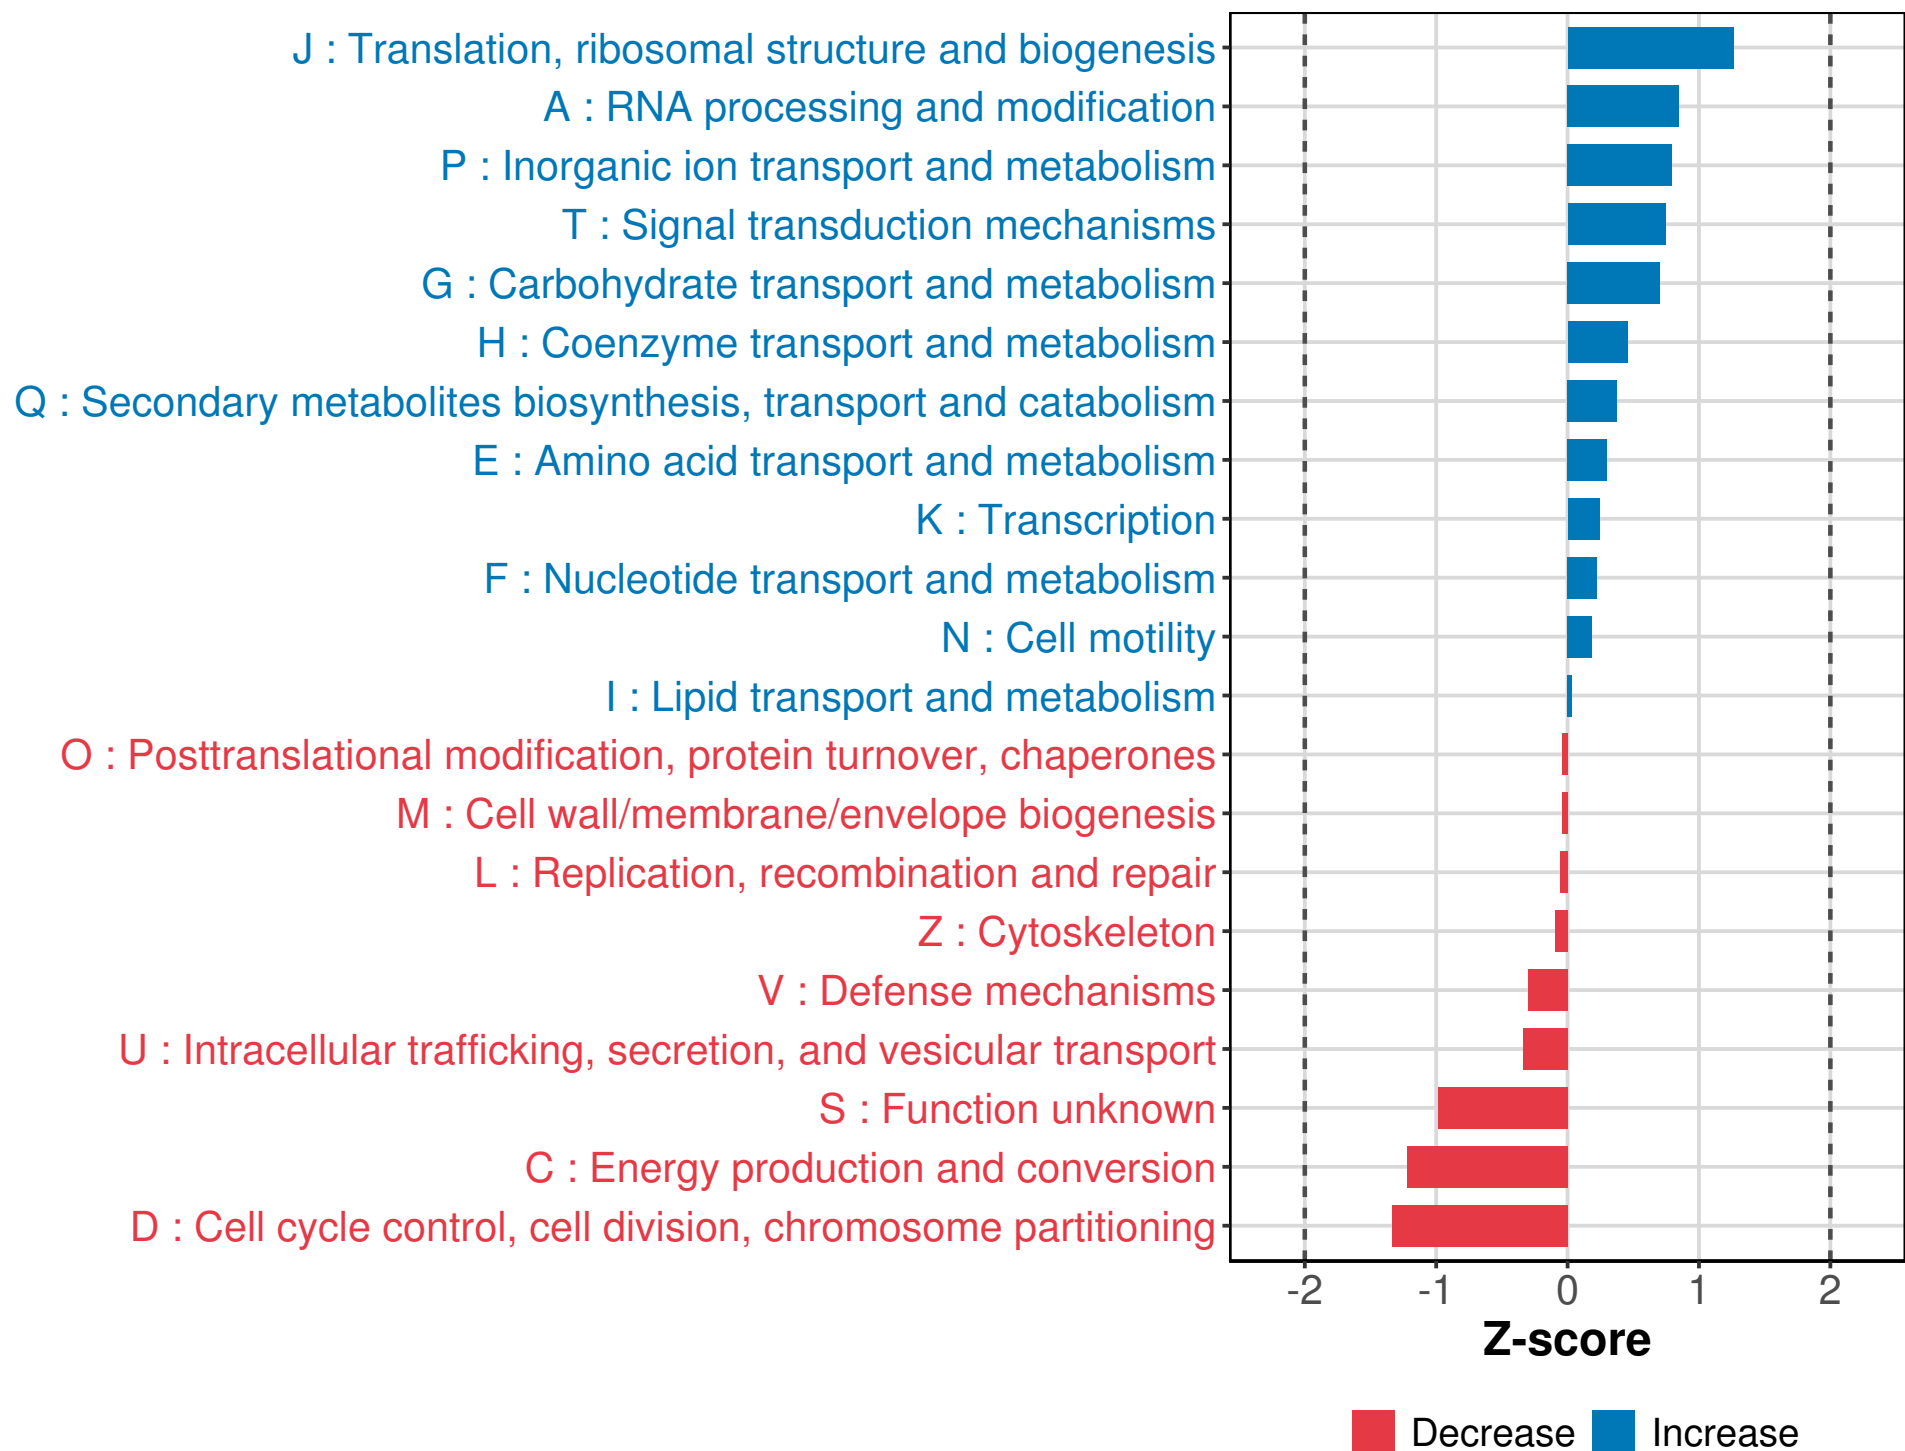 J : Translation, ribosomal structure and biogenesis
A : RNA processing and modification
P : Inorganic ion transport and metabolism
T : Signal transduction mechanisms
G : Carbohydrate transport and metabolism
H : Coenzyme transport and metabolism
Q : Secondary metabolites biosynthesis, transport and catabolism
E : Amino acid transport and metabolism
K : Transcription
F : Nucleotide transport and metabolism
N : Cell motility
I : Lipid transport and metabolism
O : Posttranslational modification, protein turnover, chaperones
M : Cell wall/membrane/envelope biogenesis
L : Replication, recombination and repair
Z : Cytoskeleton
V : Defense mechanisms
U : Intracellular trafficking, secretion, and vesicular transport
S : Function unknown
C : Energy production and conversion
D : Cell cycle control, cell division, chromosome partitioning
-2 -1 0 1 2
Z-score
Decrease Increase